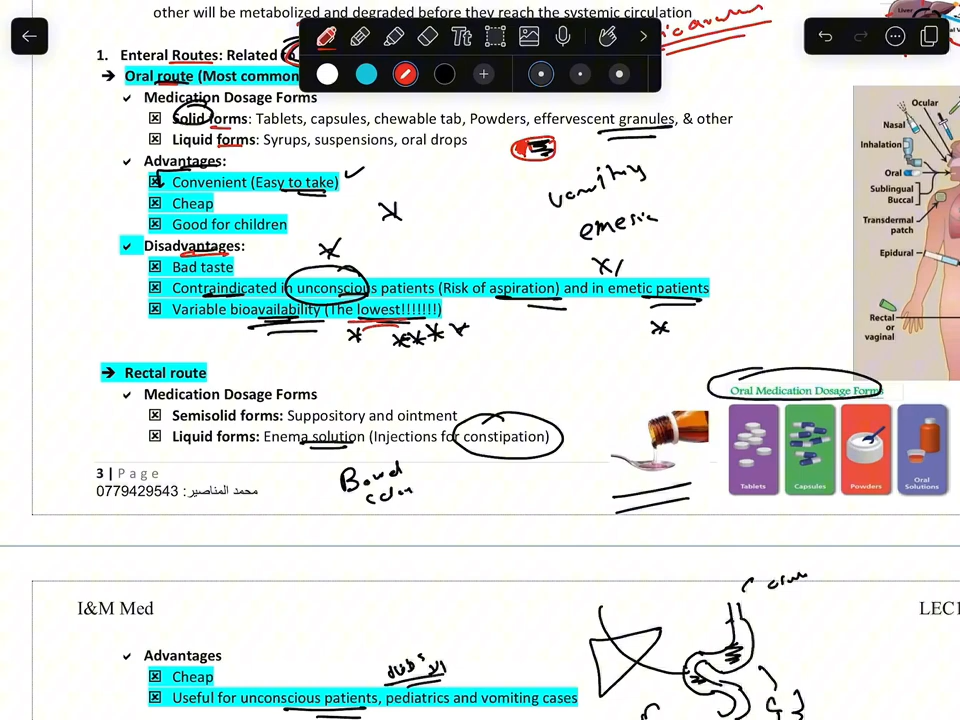 other will be metabolized and degraded before they reach the systemic circulation
Liver
1. Enteral Routes: Related
➔ Oral route (Most common
✓ Medication Dosage Forms
Solid forms: Tablets, capsules, chewable tab, Powders, effervescent granules, & other
Liquid forms: Syrups, suspensions, oral drops
✓ Advantages:
Convenient (Easy to take)
Cheap
Good for children
✓ Disadvantages:
Bad taste
Contraindicated in unconscious patients (Risk of aspiration) and in emetic patients
Variable bioavailability (The lowest!!!!!!!)
vomiting
emesis
➔ Rectal route
✓ Medication Dosage Forms
Semisolid forms: Suppository and ointment
Liquid forms: Enema solution (Injections for constipation)
Bowel
colon
3 | Page
محمد المناصير: 0779429543
Ocular
Nasal
Inhalation
Oral
Sublingual
Buccal
Transdermal
patch
Epidural
Rectal
or
vaginal
Oral Medication Dosage Forms
Tablets
Capsules
Powders
Oral
Solutions
Tt
I&M Med
LEC1
✓ Advantages
Cheap
Useful for unconscious patients, pediatrics and vomiting cases